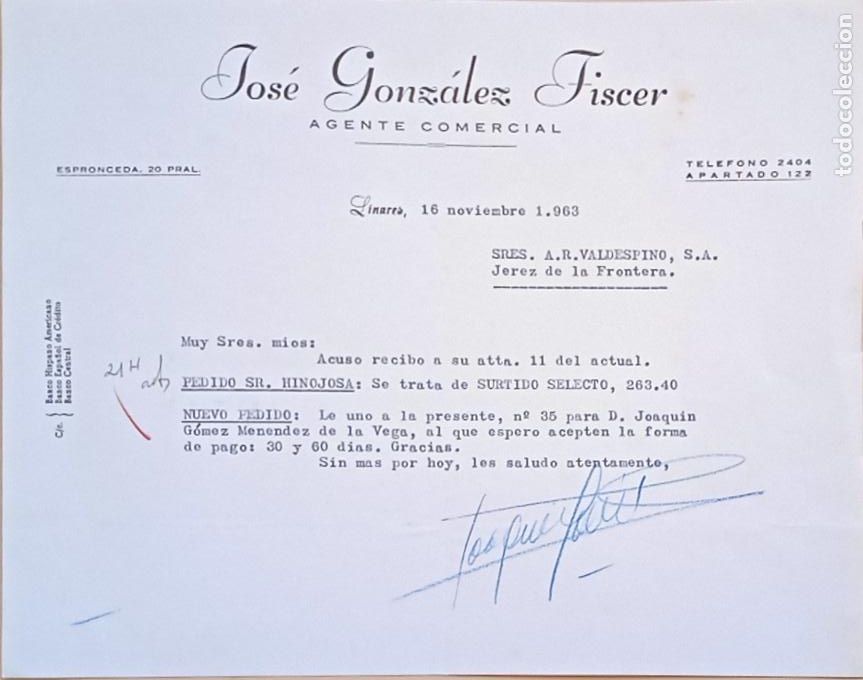 José González Fiscer
AGENTE COMERCIAL
ESPRONCEDA, 20 PRAL.
TELEFONO 2404
APARTADO 122
Linares, 16 noviembre 1.963
SRES. A.R.VALDESPINO, S.A.
Jerez de la Frontera.
C/c.
Banco Hispano Americano
Banco Español de Crédito
Banco Central
Muy Sres. mios:
Acuso recibo a su atta. 11 del actual.
21 H
PEDIDO SR. HINOJOSA: Se trata de SURTIDO SELECTO, 263.40
NUEVO PEDIDO: Le uno a la presente, nº 35 para D. Joaquin
Gómez Menendez de la Vega, al que espero acepten la forma
de pago: 30 y 60 dias. Gracias.
Sin mas por hoy, les saludo atentamente,
todocoleccion